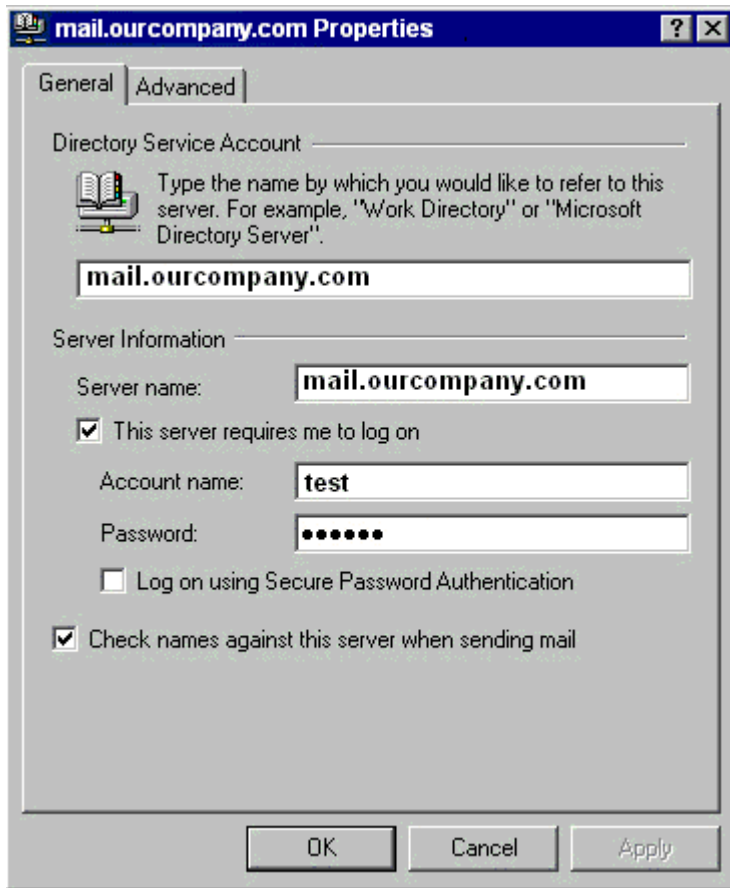 mail.ourcompany.com Properties
General
Advanced
Directory Service Account
Type the name by which you would like to refer to this
server. For example, "Work Directory" or "Microsoft
Directory Server".
mail.ourcompany.com
Server Information
Server name:
mail.ourcompany.com
This server requires me to log on
Account name:
test
Password:
••••••
Log on using Secure Password Authentication
Check names against this server when sending mail
OK
Cancel
Apply